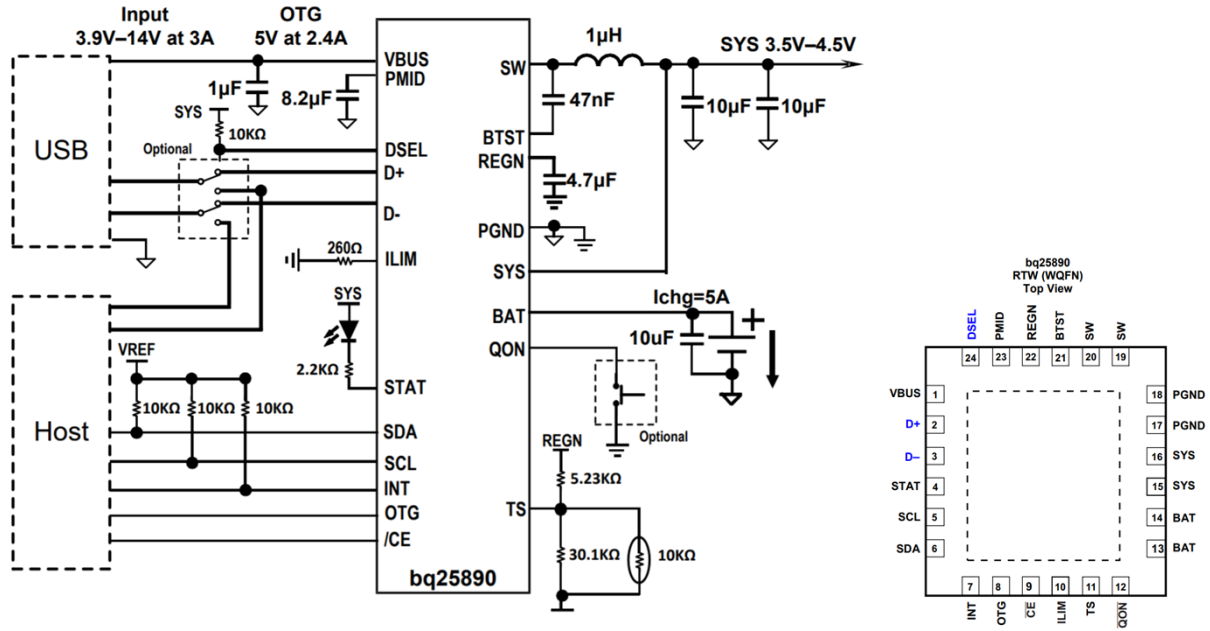 Input
3.9V–14V at 3A
OTG
5V at 2.4A
1µF
8.2µF
SYS
10KΩ
Optional
USB
260Ω
SYS
2.2KΩ
VREF
10KΩ
10KΩ
10KΩ
Host
VBUS
PMID
DSEL
D+
D-
ILIM
STAT
SDA
SCL
INT
OTG
/CE
SW
BTST
REGN
PGND
SYS
BAT
QON
TS
bq25890
1µH
SYS 3.5V–4.5V
47nF
10µF
10µF
4.7µF
Ichg=5A
10uF
+
Optional
REGN
5.23KΩ
30.1KΩ
10KΩ
bq25890
RTW (WQFN)
Top View
DSEL
PMID
REGN
BTST
SW
SW
24
23
22
21
20
19
VBUS 1
D+ 2
D– 3
STAT 4
SCL 5
SDA 6
18 PGND
17 PGND
16 SYS
15 SYS
14 BAT
13 BAT
7
8
9
10
11
12
INT
OTG
CE
ILIM
TS
QON